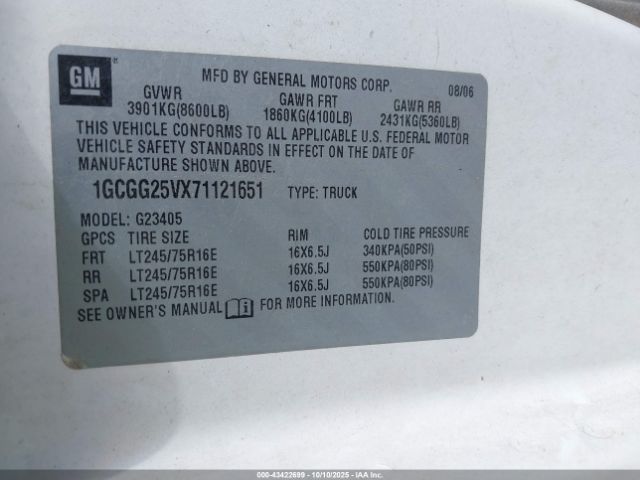 GM
MFD BY GENERAL MOTORS CORP. 08/06
GVWR GAWR FRT GAWR RR
3901KG(8600LB) 1860KG(4100LB) 2431KG(5360LB)
THIS VEHICLE CONFORMS TO ALL APPLICABLE U.S. FEDERAL MOTOR
VEHICLE SAFETY STANDARDS IN EFFECT ON THE DATE OF
MANUFACTURE SHOWN ABOVE.
1GCGG25VX71121651 TYPE: TRUCK
MODEL: G23405
GPCS TIRE SIZE RIM COLD TIRE PRESSURE
FRT LT245/75R16E 16X6.5J 340KPA(50PSI)
RR LT245/75R16E 16X6.5J 550KPA(80PSI)
SPA LT245/75R16E 16X6.5J 550KPA(80PSI)
SEE OWNER'S MANUAL FOR MORE INFORMATION.
000-43422699 - 10/10/2025 - IAAI.CA